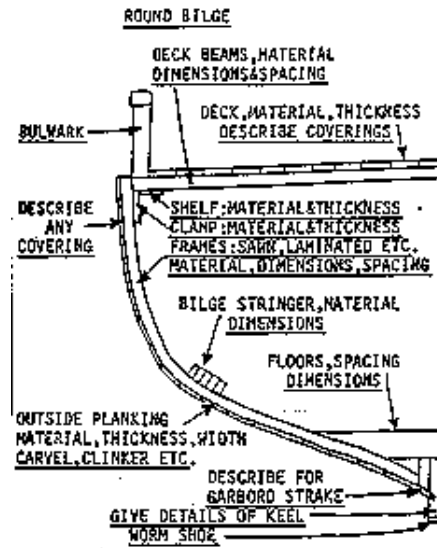 ROUND BILGE
DECK BEAMS, MATERIAL
DIMENSIONS&SPACING
DECK, MATERIAL, THICKNESS
DESCRIBE COVERINGS
BULWARK
DESCRIBE
ANY
COVERING
SHELF: MATERIAL&THICKNESS
CLAMP: MATERIAL&THICKNESS
FRAMES: SAWN, LAMINATED ETC.
MATERIAL, DIMENSIONS, SPACING
BILGE STRINGER, MATERIAL
DIMENSIONS
FLOORS, SPACING
DIMENSIONS
OUTSIDE PLANKING
MATERIAL, THICKNESS, WIDTH
CARVEL, CLINKER ETC.
DESCRIBE FOR
GARBORD STRAKE
GIVE DETAILS OF KEEL
WORM SHOE